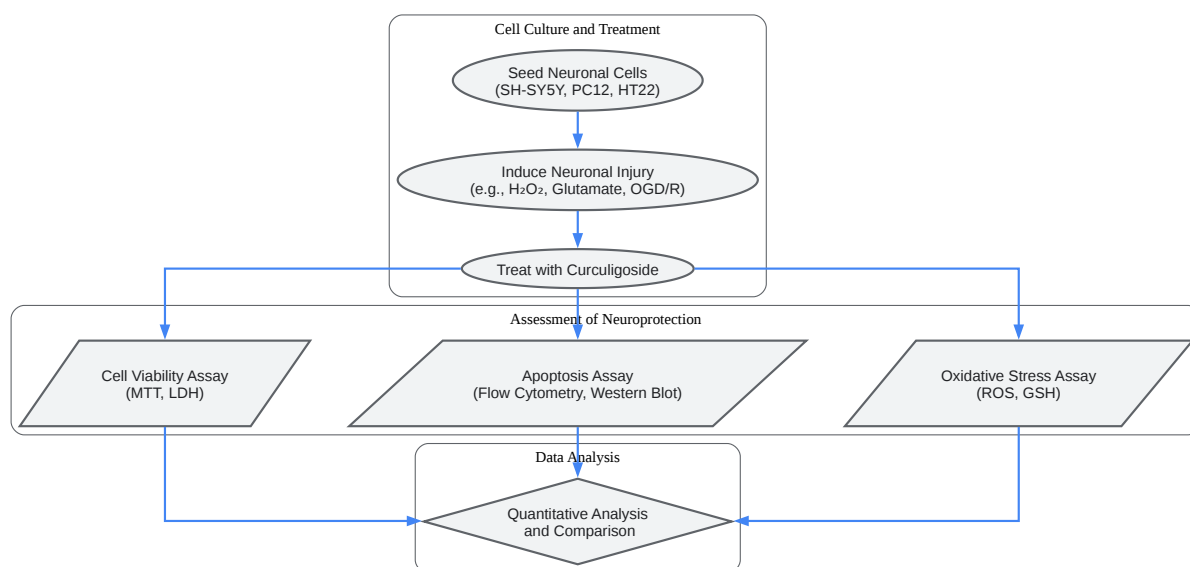 Cell Culture and Treatment
Seed Neuronal Cells
(SH-SY5Y, PC12, HT22)
Induce Neuronal Injury
(e.g., H₂O₂, Glutamate, OGD/R)
Treat with Curculigoside
Assessment of Neuroprotection
Cell Viability Assay
(MTT, LDH)
Apoptosis Assay
(Flow Cytometry, Western Blot)
Oxidative Stress Assay
(ROS, GSH)
Data Analysis
Quantitative Analysis
and Comparison